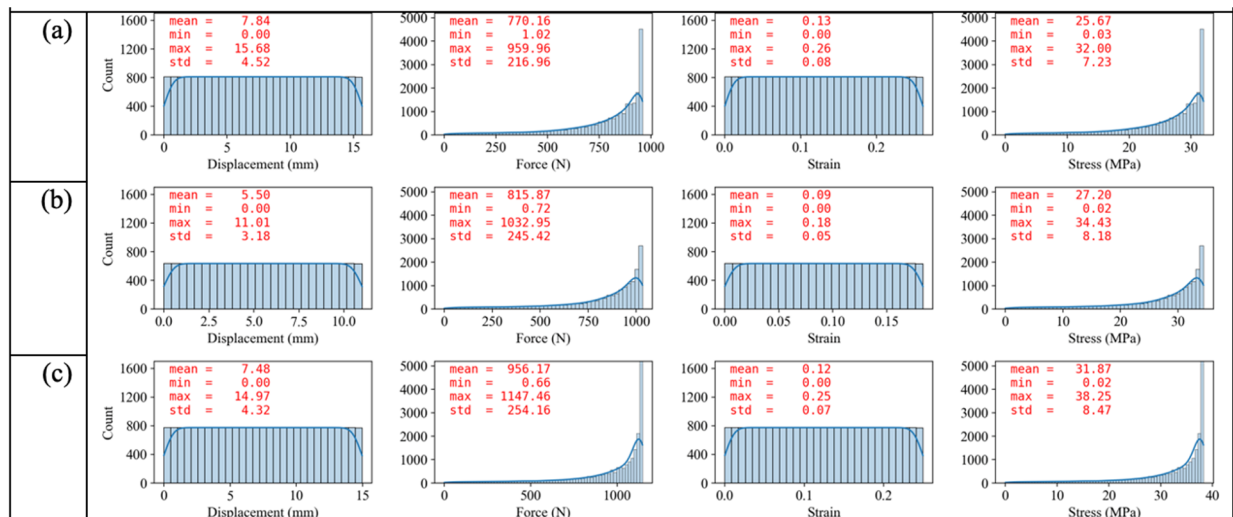 (a)
mean = 7.84
min = 0.00
max = 15.68
std = 4.52
Count
1600
1200
800
400
0
0 5 10 15
Displacement (mm)
mean = 770.16
min = 1.02
max = 959.96
std = 216.96
5000
4000
3000
2000
1000
0
0 250 500 750 1000
Force (N)
mean = 0.13
min = 0.00
max = 0.26
std = 0.08
1600
1200
800
400
0
0.0 0.1 0.2
Strain
mean = 25.67
min = 0.03
max = 32.00
std = 7.23
5000
4000
3000
2000
1000
0
0 10 20 30
Stress (MPa)
(b)
mean = 5.50
min = 0.00
max = 11.01
std = 3.18
Count
1600
1200
800
400
0
0.0 2.5 5.0 7.5 10.0
Displacement (mm)
mean = 815.87
min = 0.72
max = 1032.95
std = 245.42
5000
4000
3000
2000
1000
0
0 250 500 750 1000
Force (N)
mean = 0.09
min = 0.00
max = 0.18
std = 0.05
1600
1200
800
400
0
0.00 0.05 0.10 0.15
Strain
mean = 27.20
min = 0.02
max = 34.43
std = 8.18
5000
4000
3000
2000
1000
0
0 10 20 30
Stress (MPa)
(c)
mean = 7.48
min = 0.00
max = 14.97
std = 4.32
Count
1600
1200
800
400
0
0 5 10 15
Displacement (mm)
mean = 956.17
min = 0.66
max = 1147.46
std = 254.16
5000
4000
3000
2000
1000
0
0 500 1000
Force (N)
mean = 0.12
min = 0.00
max = 0.25
std = 0.07
1600
1200
800
400
0
0.0 0.1 0.2
Strain
mean = 31.87
min = 0.02
max = 38.25
std = 8.47
5000
4000
3000
2000
1000
0
0 10 20 30 40
Stress (MPa)